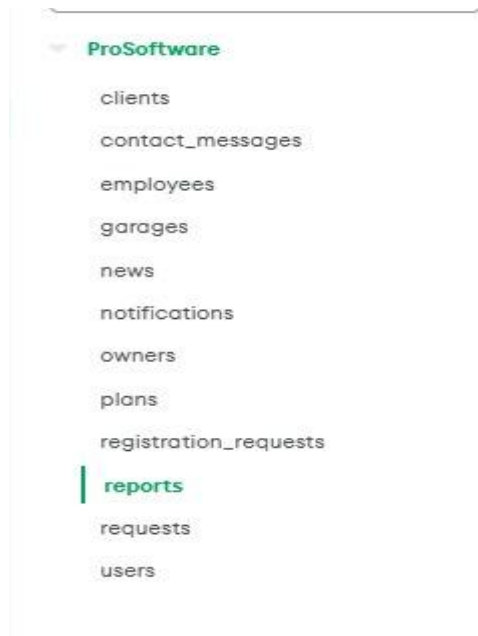 ProSoftware
clients
contact_messages
employees
garages
news
notifications
owners
plans
registration_requests
reports
requests
users